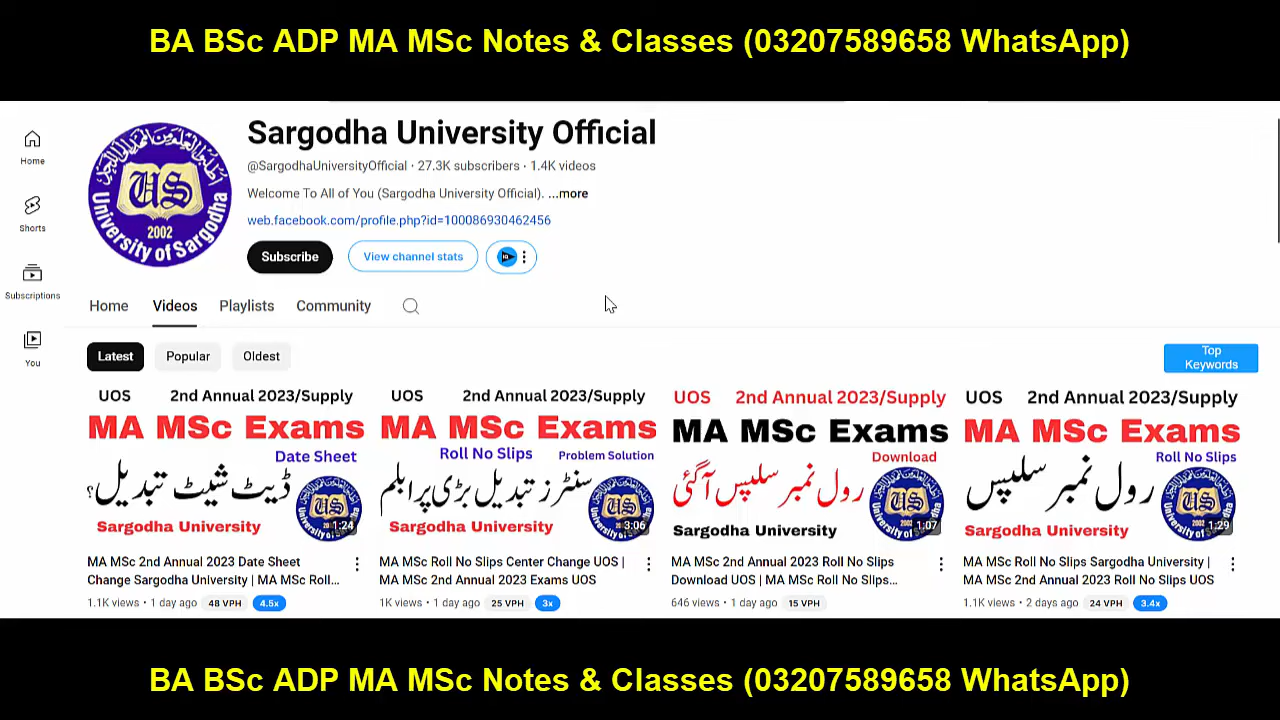 BA BSc ADP MA MSc Notes & Classes (03207589658 WhatsApp)
Sargodha University Official
@SargodhaUniversityOfficial · 27.3K subscribers · 1.4K videos
Welcome To All of You (Sargodha University Official). ...more
web.facebook.com/profile.php?id=100086930462456
Subscribe
View channel stats
Home
Shorts
Subscriptions
You
US
2002
University of Sargodha
Home Videos Playlists Community
Latest Popular Oldest
Top
Keywords
UOS 2nd Annual 2023/Supply
MA MSc Exams
Date Sheet
ڈیٹ شیٹ تبدیل؟
Sargodha University
1:24
MA MSc 2nd Annual 2023 Date Sheet
Change Sargodha University | MA MSc Roll...
1.1K views · 1 day ago 48 VPH 4.5x
UOS 2nd Annual 2023/Supply
MA MSc Exams
Roll No Slips Problem Solution
سنٹرز تبدیل بڑی پرابلم
Sargodha University
3:06
MA MSc Roll No Slips Center Change UOS |
MA MSc 2nd Annual 2023 Exams UOS
1K views · 1 day ago 25 VPH 3x
UOS 2nd Annual 2023/Supply
MA MSc Exams
Download
رول نمبر سلپس آگئی
Sargodha University
1:07
MA MSc 2nd Annual 2023 Roll No Slips
Download UOS | MA MSc Roll No Slips...
646 views · 1 day ago 15 VPH
UOS 2nd Annual 2023/Supply
MA MSc Exams
Roll No Slips
رول نمبر سلپس
Sargodha University
1:29
MA MSc Roll No Slips Sargodha University |
MA MSc 2nd Annual 2023 Roll No Slips UOS
1.1K views · 2 days ago 24 VPH 3.4x
BA BSc ADP MA MSc Notes & Classes (03207589658 WhatsApp)